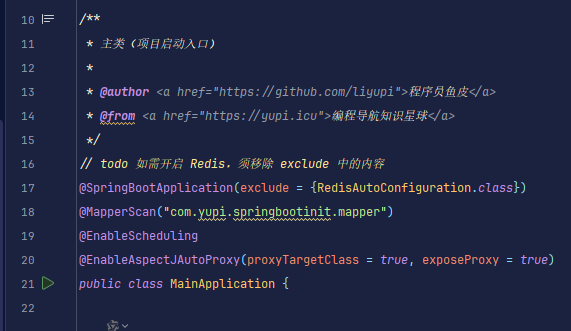 10 /**
11  * 主类（项目启动入口）
12  *
13  * @author <a href="https://github.com/liyupi">程序员鱼皮</a>
14  * @from <a href="https://yupi.icu">编程导航知识星球</a>
15  */
16 // todo 如需开启 Redis，须移除 exclude 中的内容
17 @SpringBootApplication(exclude = {RedisAutoConfiguration.class})
18 @MapperScan("com.yupi.springbootinit.mapper")
19 @EnableScheduling
20 @EnableAspectJAutoProxy(proxyTargetClass = true, exposeProxy = true)
21 public class MainApplication {
22